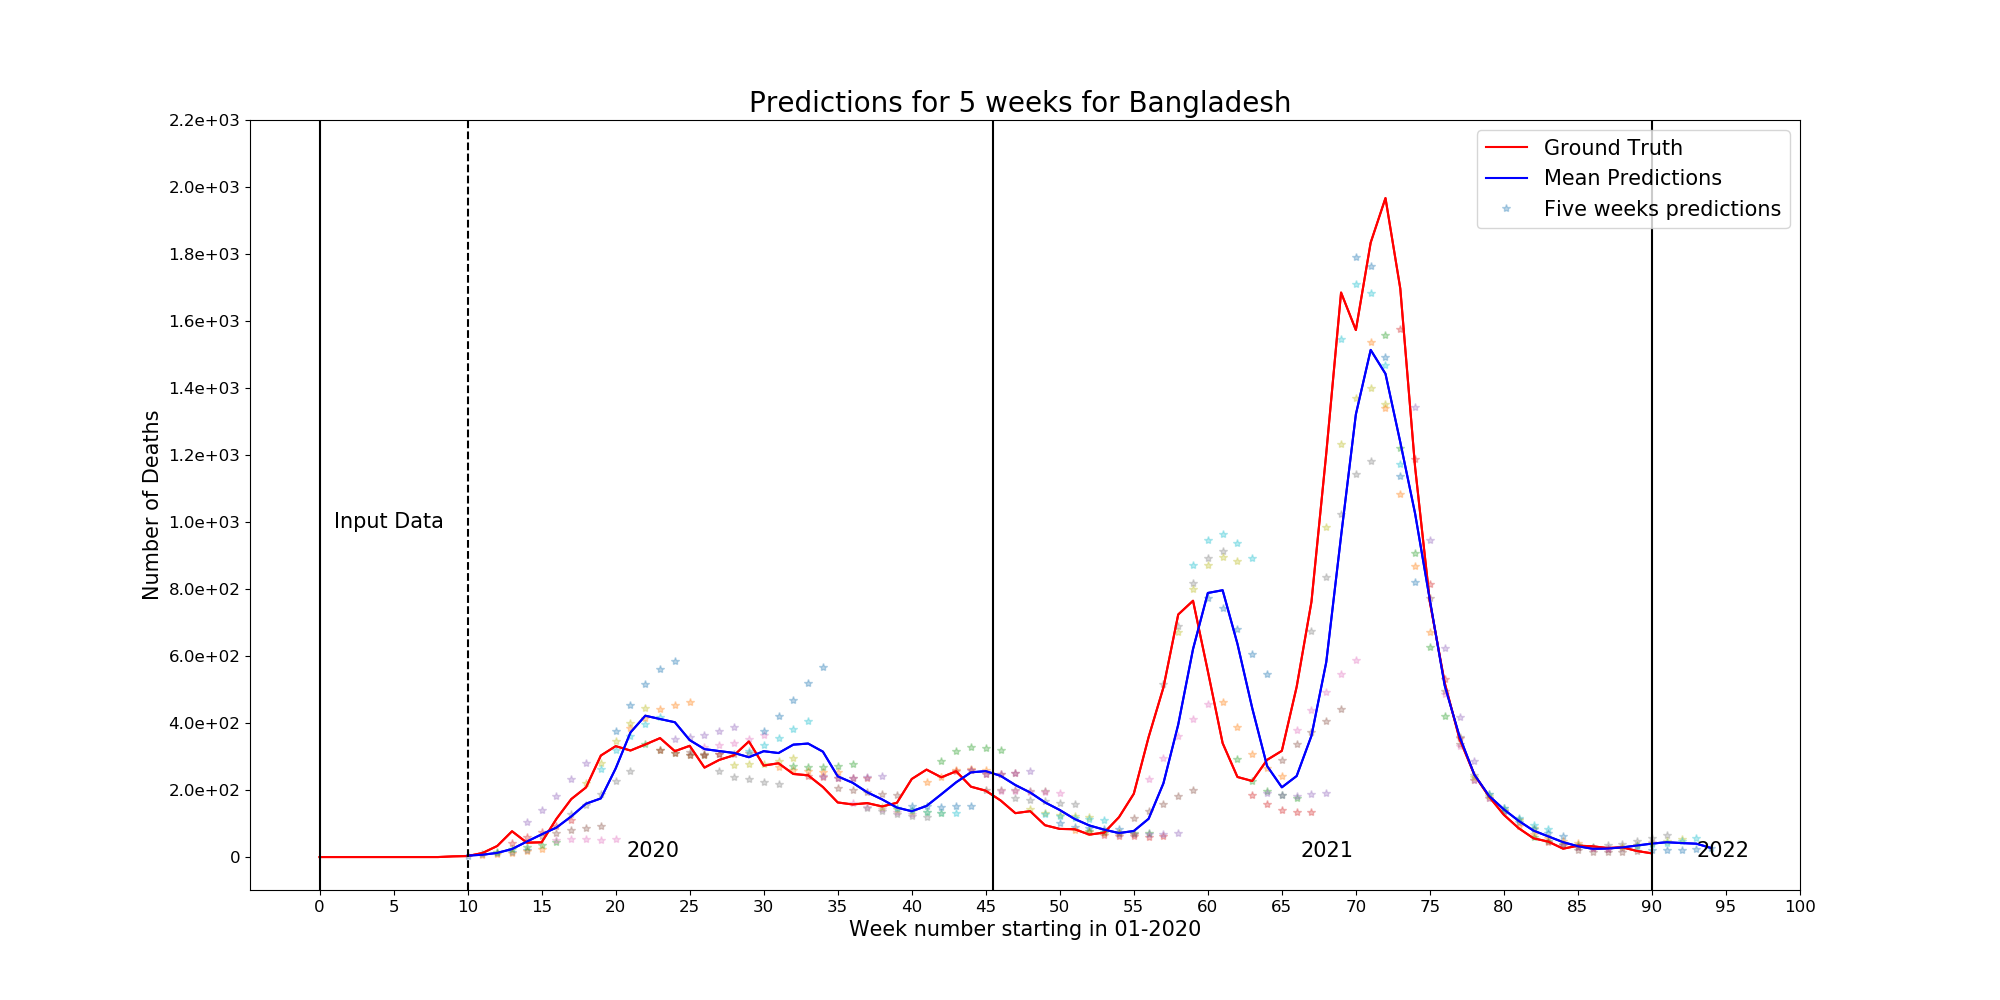 Predictions for 5 weeks for Bangladesh
2.2e+03
2.0e+03
1.8e+03
1.6e+03
1.4e+03
1.2e+03
1.0e+03
8.0e+02
6.0e+02
4.0e+02
2.0e+02
0
Number of Deaths
Ground Truth
Mean Predictions
Five weeks predictions
Input Data
2020
2021
2022
0 5 10 15 20 25 30 35 40 45 50 55 60 65 70 75 80 85 90 95 100
Week number starting in 01-2020